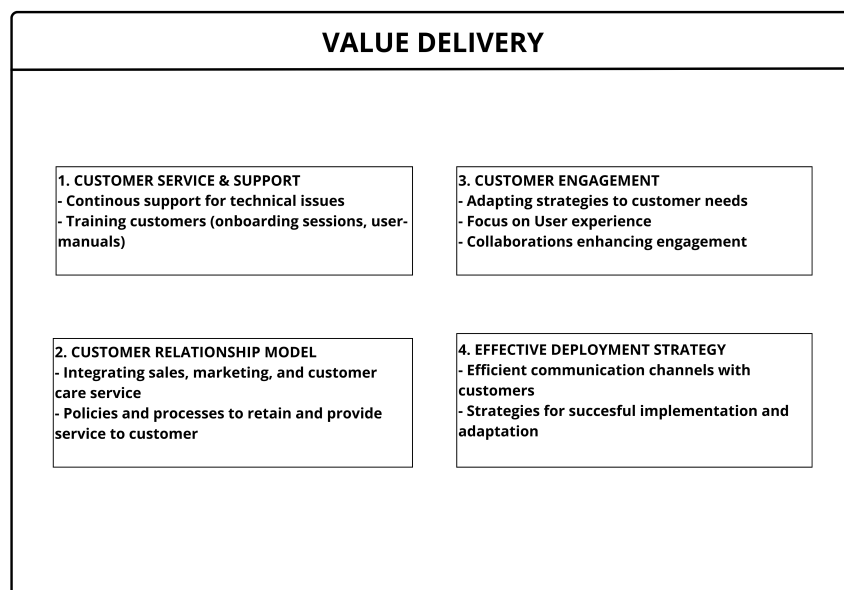 VALUE DELIVERY
1. CUSTOMER SERVICE & SUPPORT
- Continous support for technical issues
- Training customers (onboarding sessions, user-
manuals)
2. CUSTOMER RELATIONSHIP MODEL
- Integrating sales, marketing, and customer
care service
- Policies and processes to retain and provide
service to customer
3. CUSTOMER ENGAGEMENT
- Adapting strategies to customer needs
- Focus on User experience
- Collaborations enhancing engagement
4. EFFECTIVE DEPLOYMENT STRATEGY
- Efficient communication channels with
customers
- Strategies for succesful implementation and
adaptation